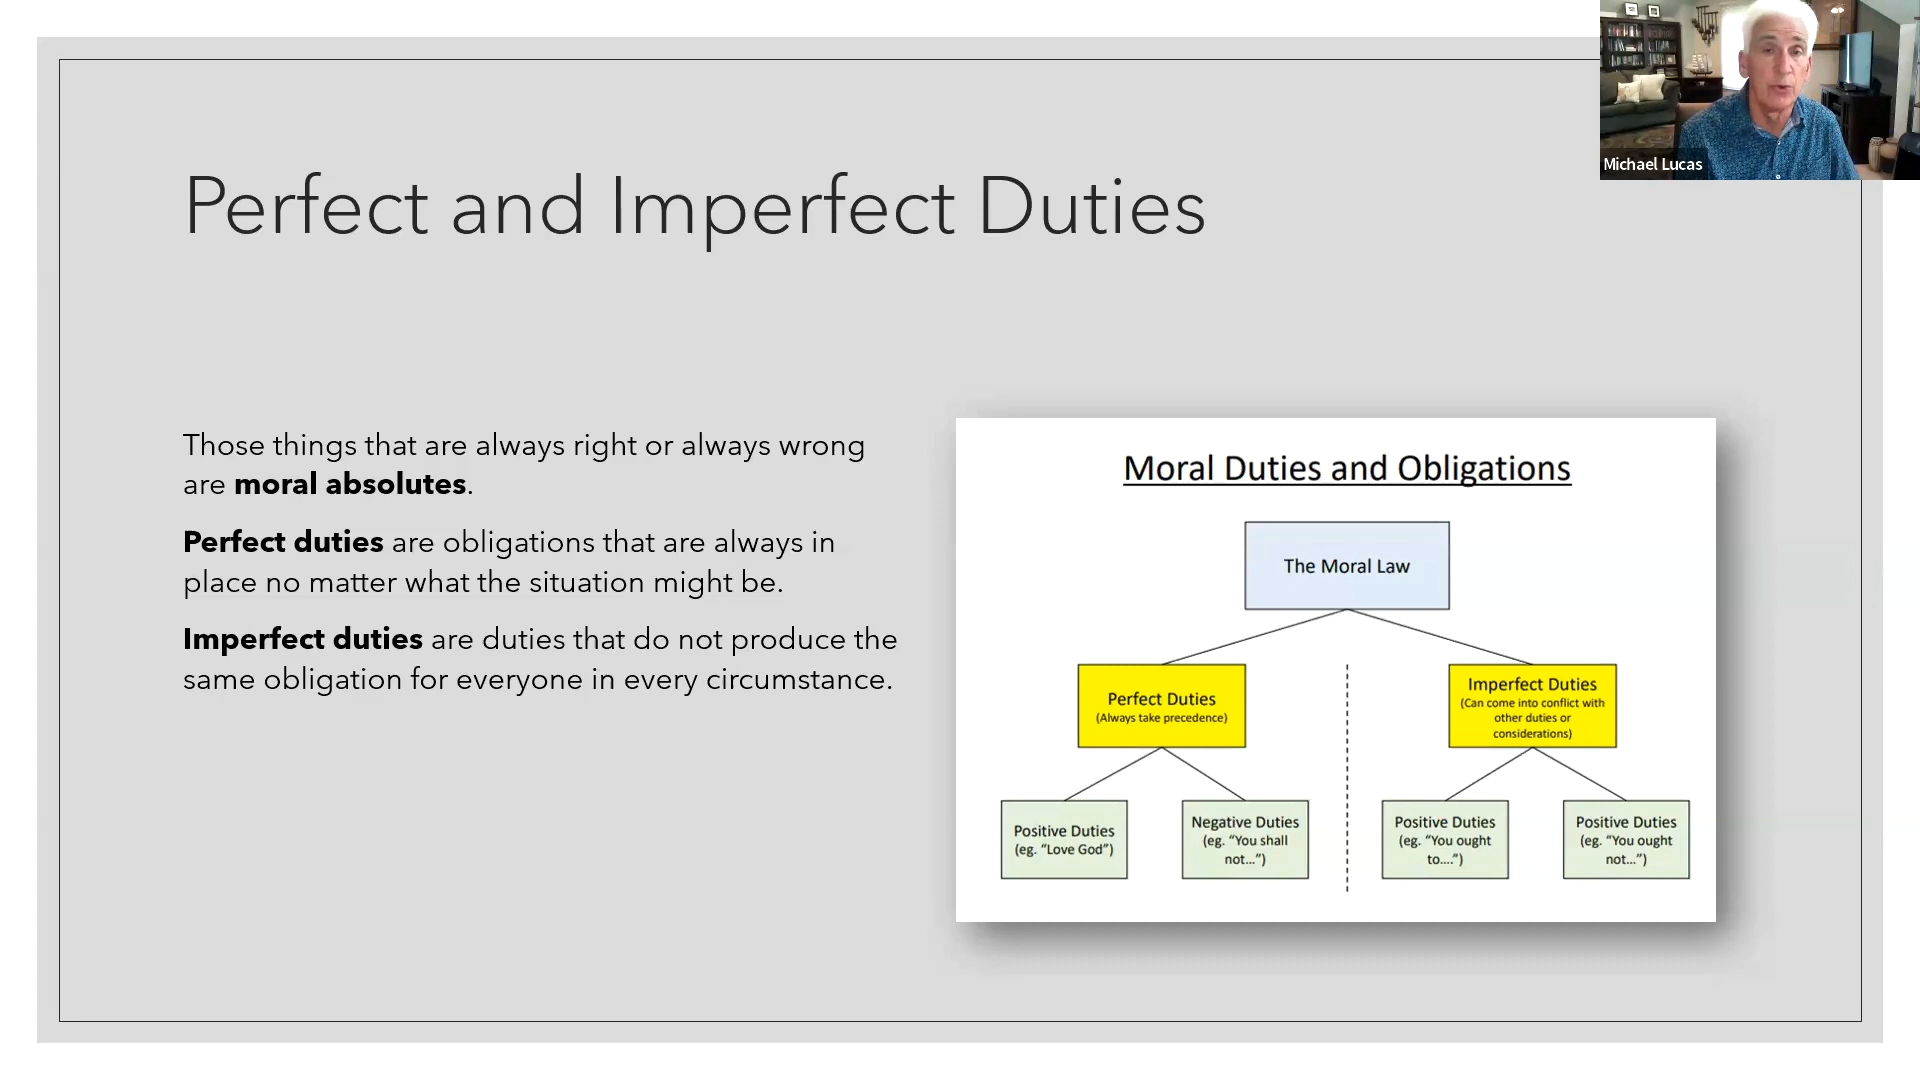 Michael Lucas
Perfect and Imperfect Duties
Those things that are always right or always wrong
are moral absolutes.
Perfect duties are obligations that are always in
place no matter what the situation might be.
Imperfect duties are duties that do not produce the
same obligation for everyone in every circumstance.
Moral Duties and Obligations
The Moral Law
Perfect Duties
(Always take precedence)
Imperfect Duties
(Can come into conflict with
other duties or
considerations)
Positive Duties
(eg. “Love God”)
Negative Duties
(eg. “You shall
not...”)
Positive Duties
(eg. “You ought
to....”)
Positive Duties
(eg. “You ought
not...”)